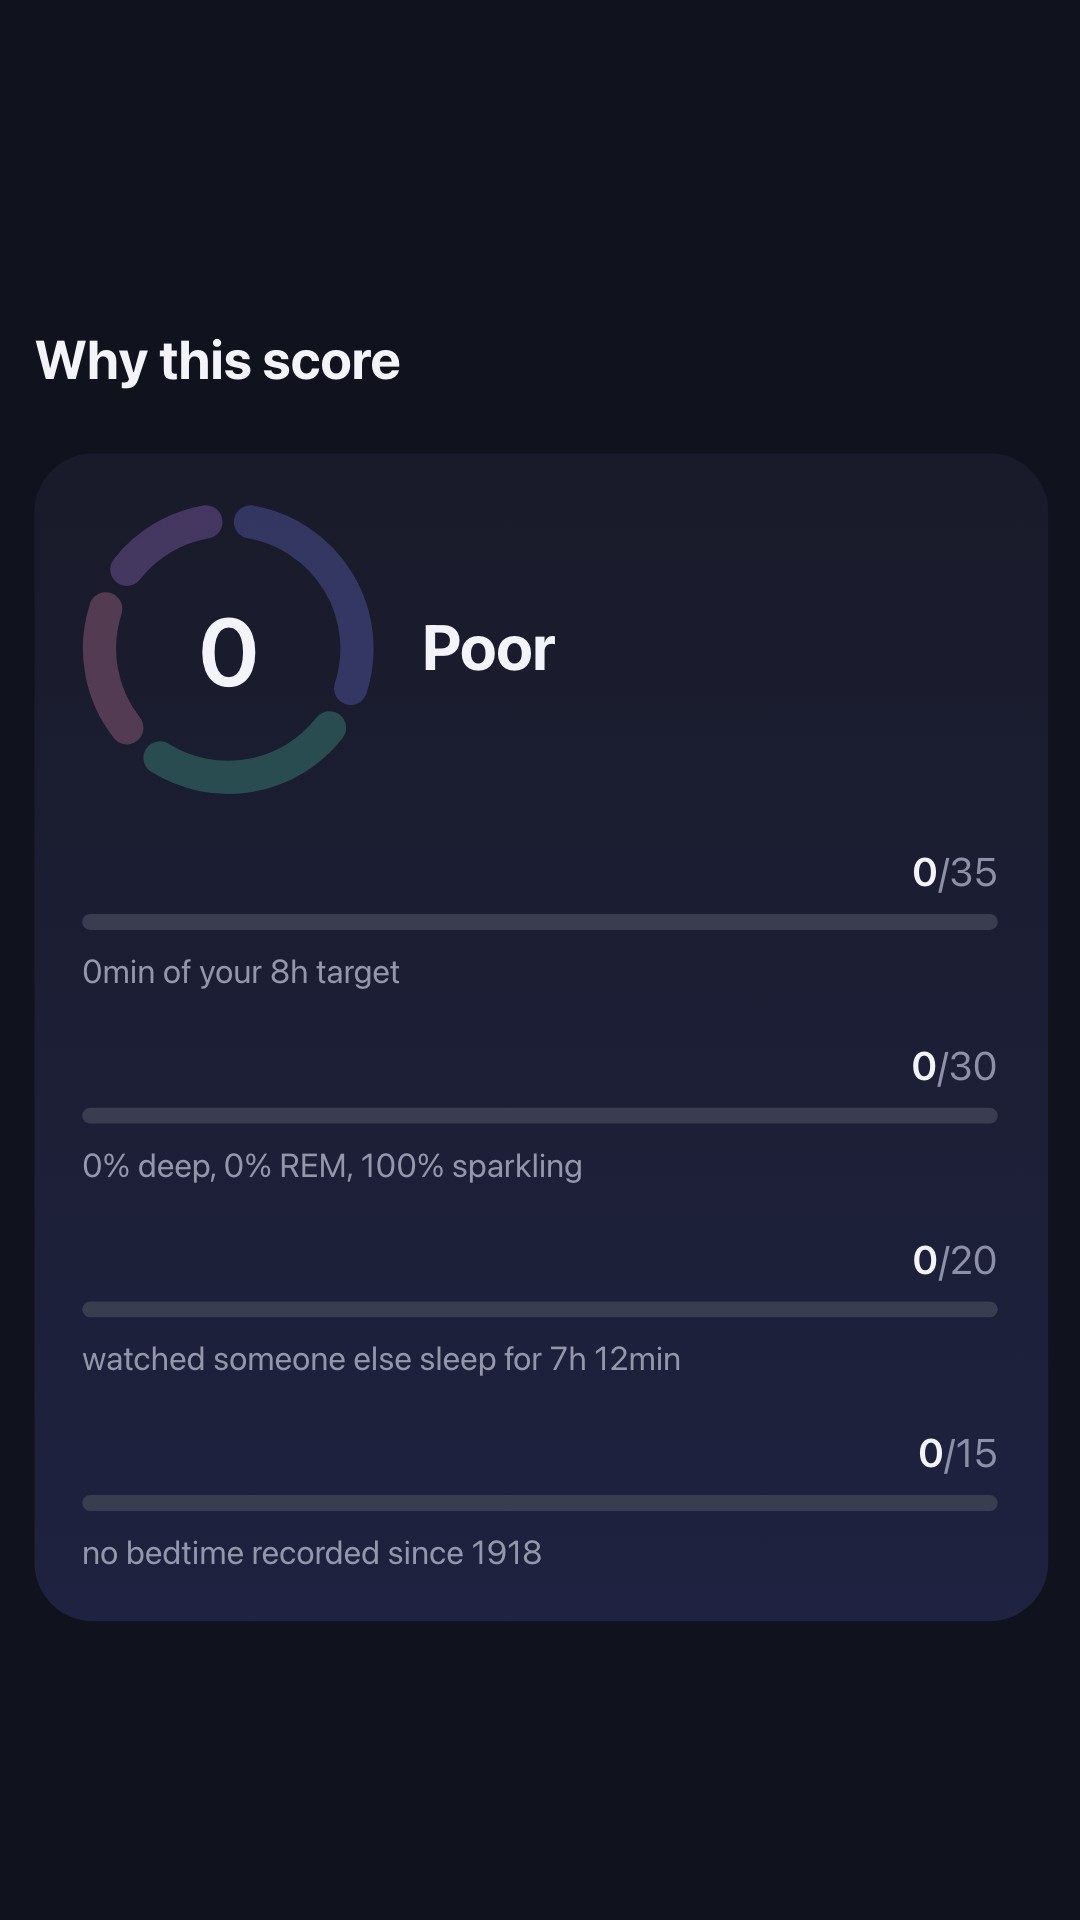 Why this score
0
Poor
0/35
0min of your 8h target
0/30
0% deep, 0% REM, 100% sparkling
0/20
watched someone else sleep for 7h 12min
0/15
no bedtime recorded since 1918